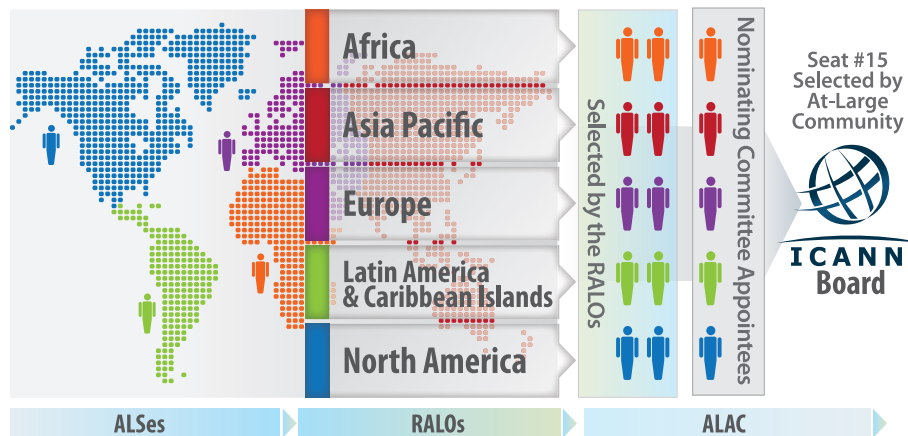 Africa
Asia Pacific
Europe
Latin America
& Caribbean Islands
North America
Selected by the RALOs
Nominating Committee Appointees
Seat #15
Selected by
At-Large
Community
ICANN
Board
ALSes
RALOs
ALAC